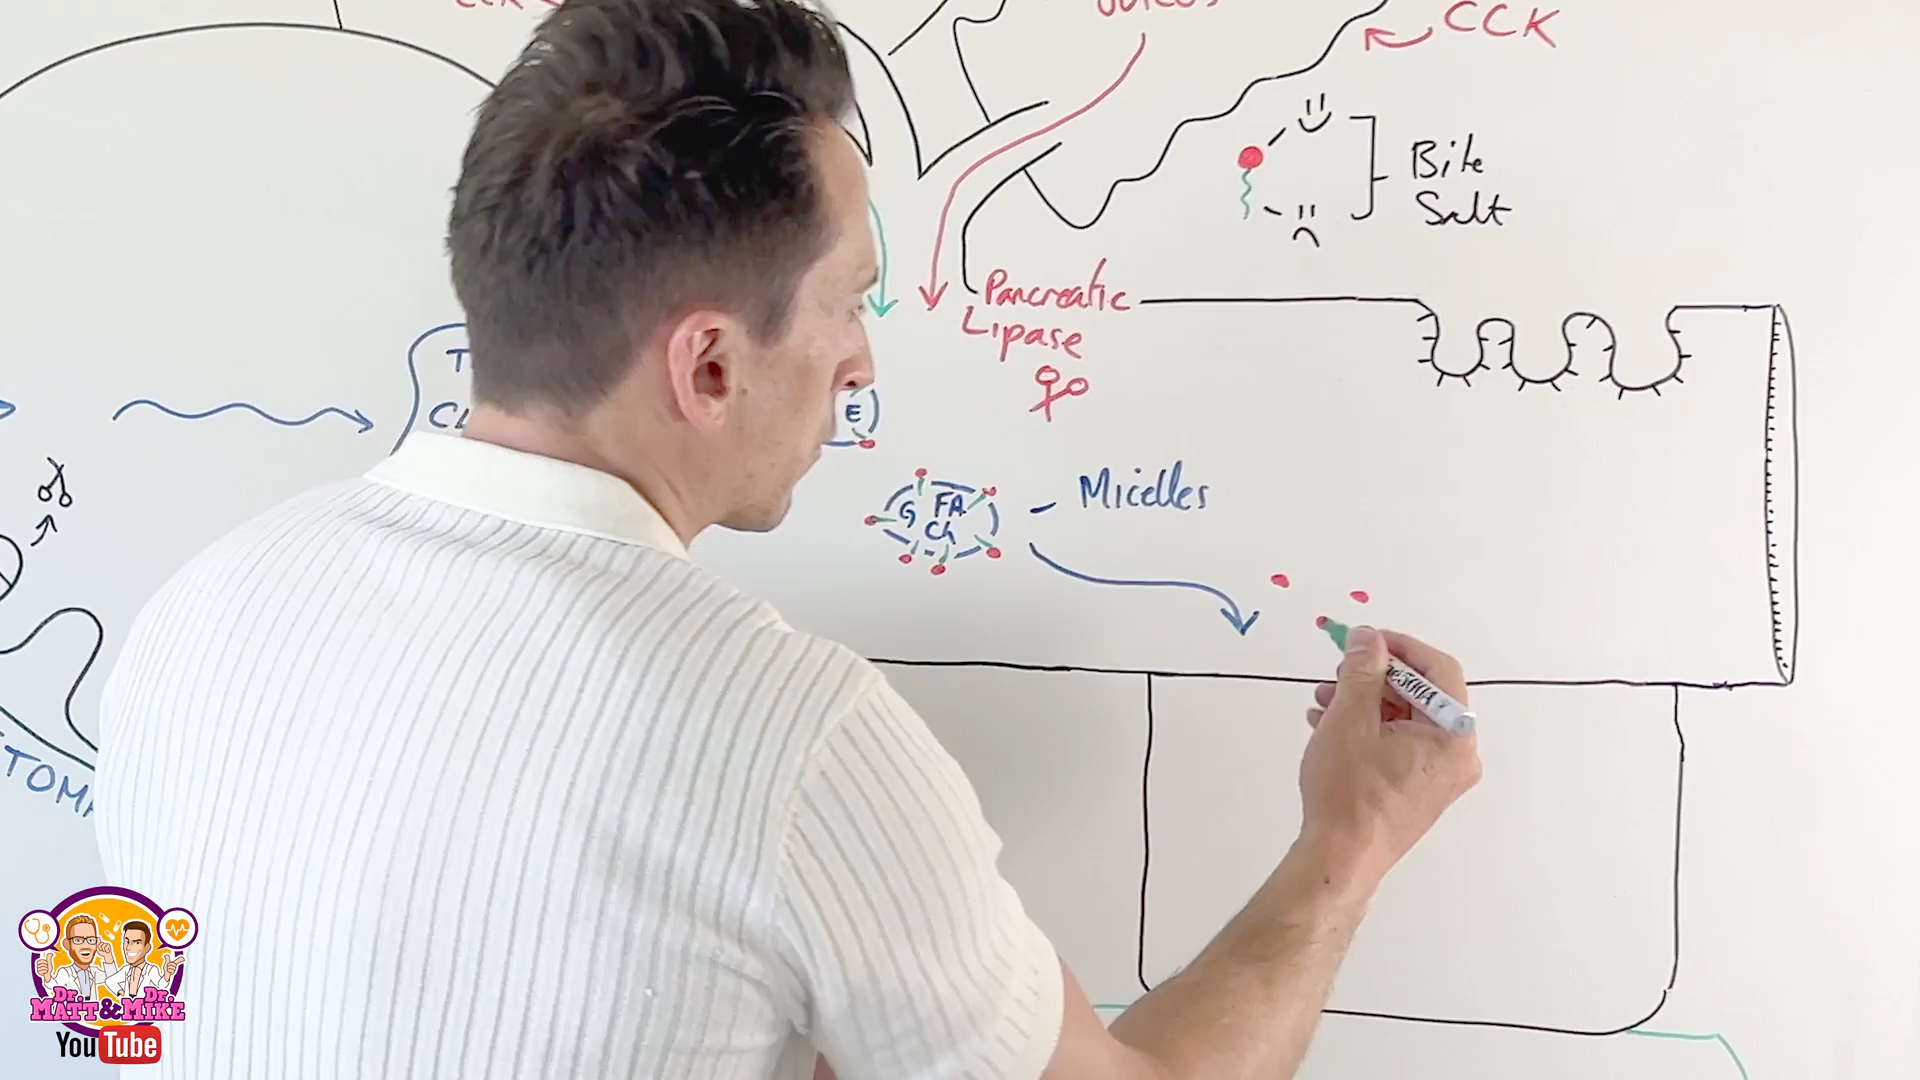 CCK
Bile
Salt
Pancreatic
Lipase
E
G FA
Ch
Micelles
Dr. Dr.
MATT & MIKE
YouTube